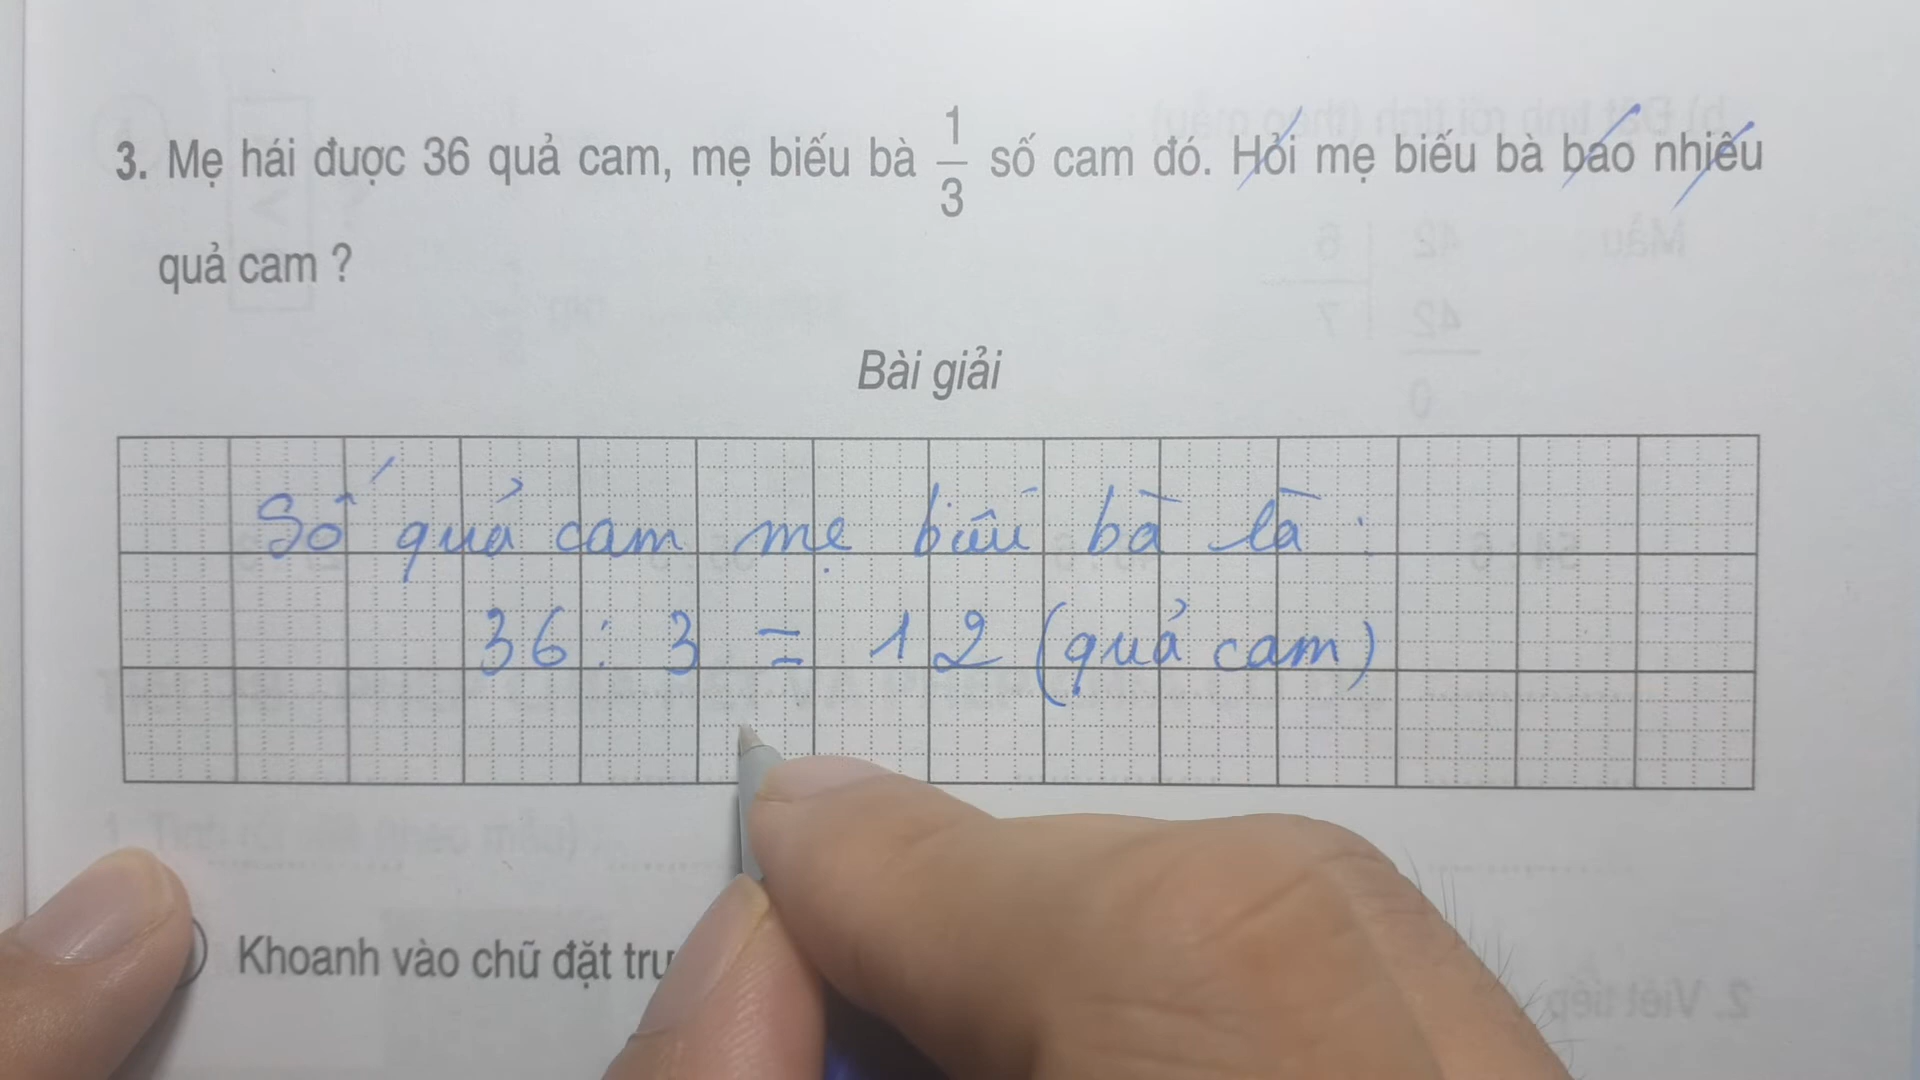 3. Mẹ hái được 36 quả cam, mẹ biếu bà 1/3 số cam đó. Hỏi mẹ biếu bà bao nhiêu
quả cam ?
Bài giải
Số quả cam mẹ biếu bà là :
36 : 3 = 12 (quả cam)
Khoanh vào chữ đặt